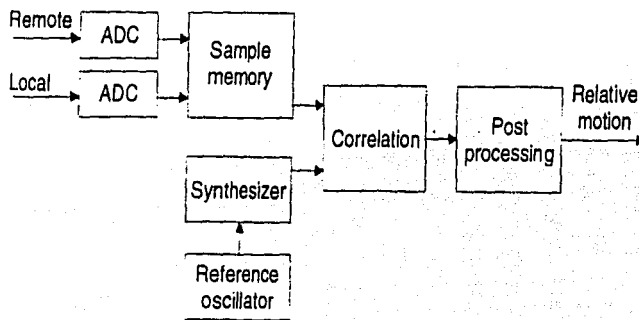 Remote
ADC
Local
ADC
Sample
memory
Synthesizer
Reference
oscillator
Correlation
Post
processing
Relative
motion